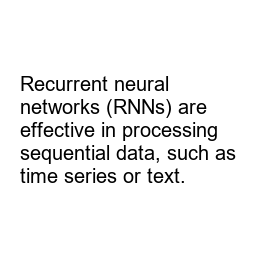 Recurrent neural
networks (RNNs) are
effective in processing
sequential data, such as
time series or text.